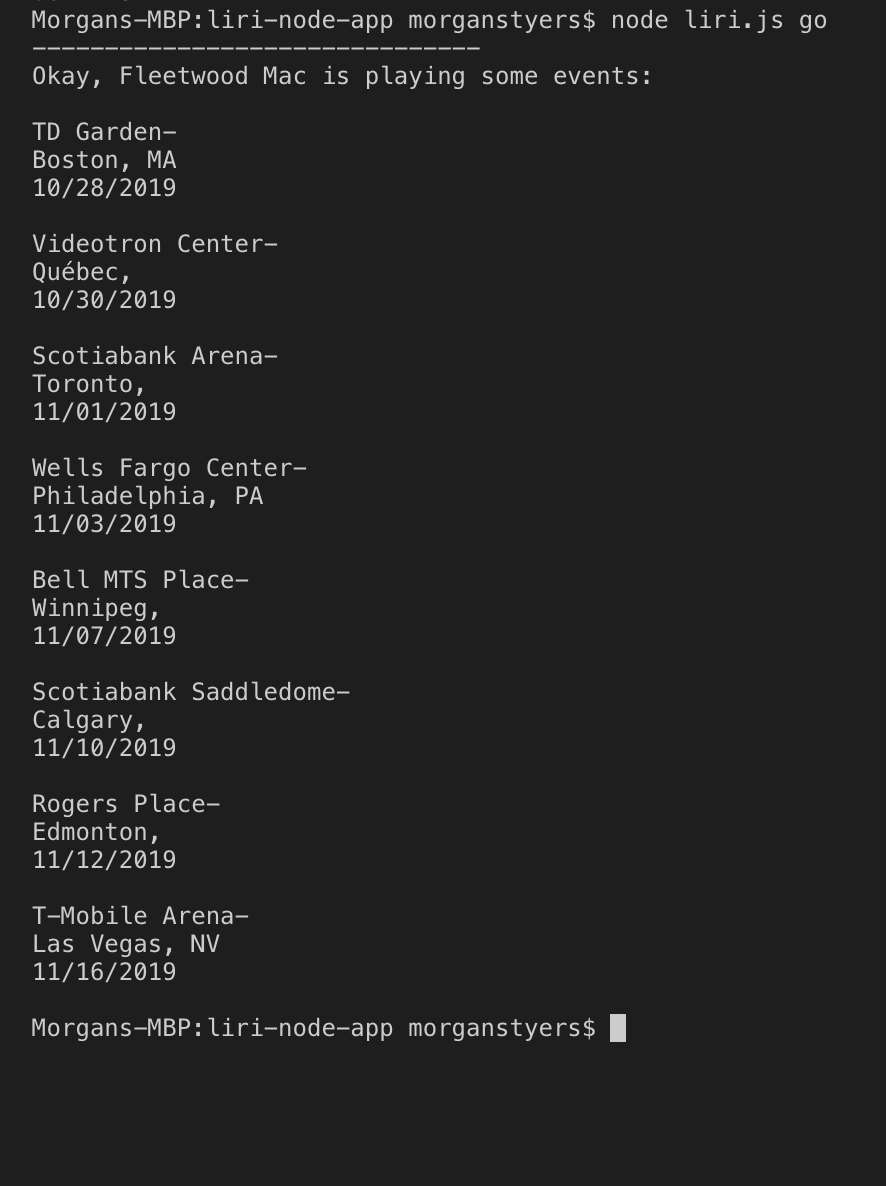 Morgans-MBP:liri-node-app morganstyers$ node liri.js go
-------------------------------
Okay, Fleetwood Mac is playing some events:
TD Garden-
Boston, MA
10/28/2019
Videotron Center-
Québec,
10/30/2019
Scotiabank Arena-
Toronto,
11/01/2019
Wells Fargo Center-
Philadelphia, PA
11/03/2019
Bell MTS Place-
Winnipeg,
11/07/2019
Scotiabank Saddledome-
Calgary,
11/10/2019
Rogers Place-
Edmonton,
11/12/2019
T-Mobile Arena-
Las Vegas, NV
11/16/2019
Morgans-MBP:liri-node-app morganstyers$